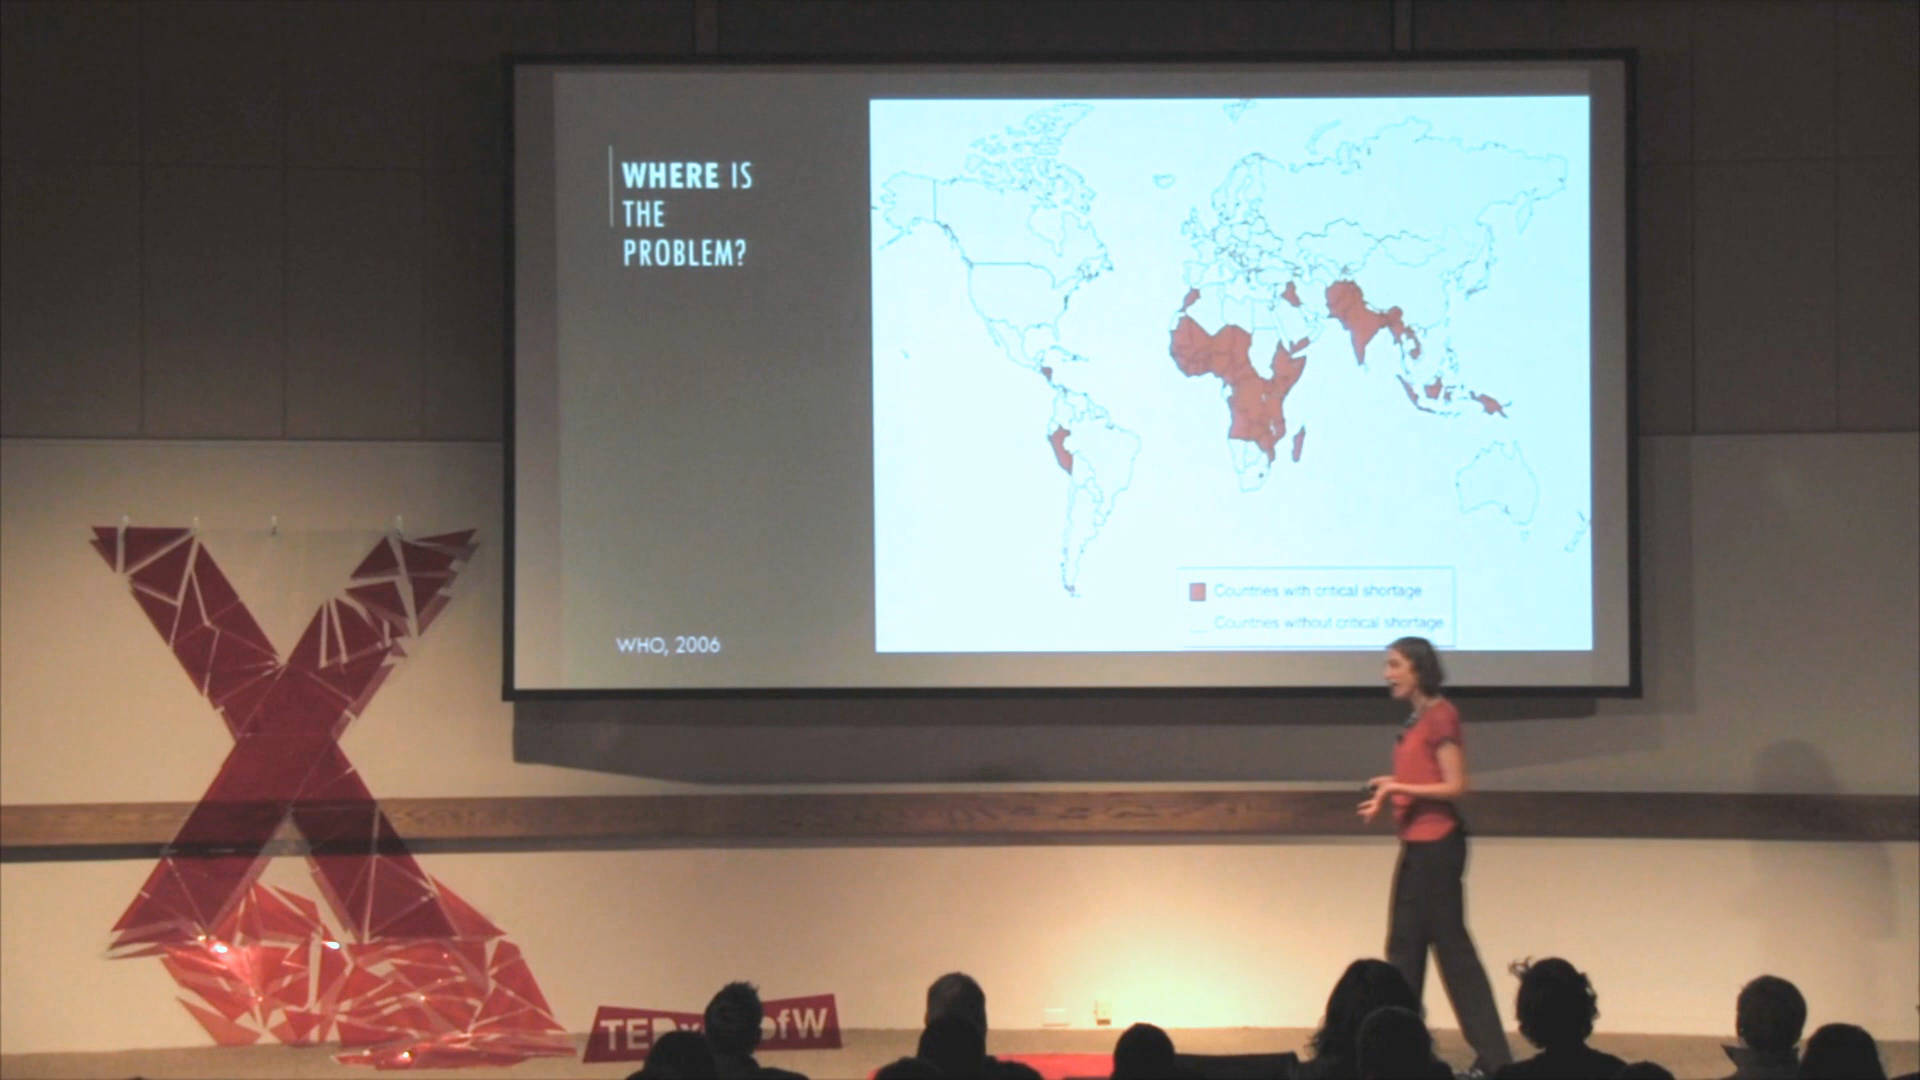 WHERE IS
THE
PROBLEM?
WHO, 2006
Countries with critical shortage
Countries without critical shortage